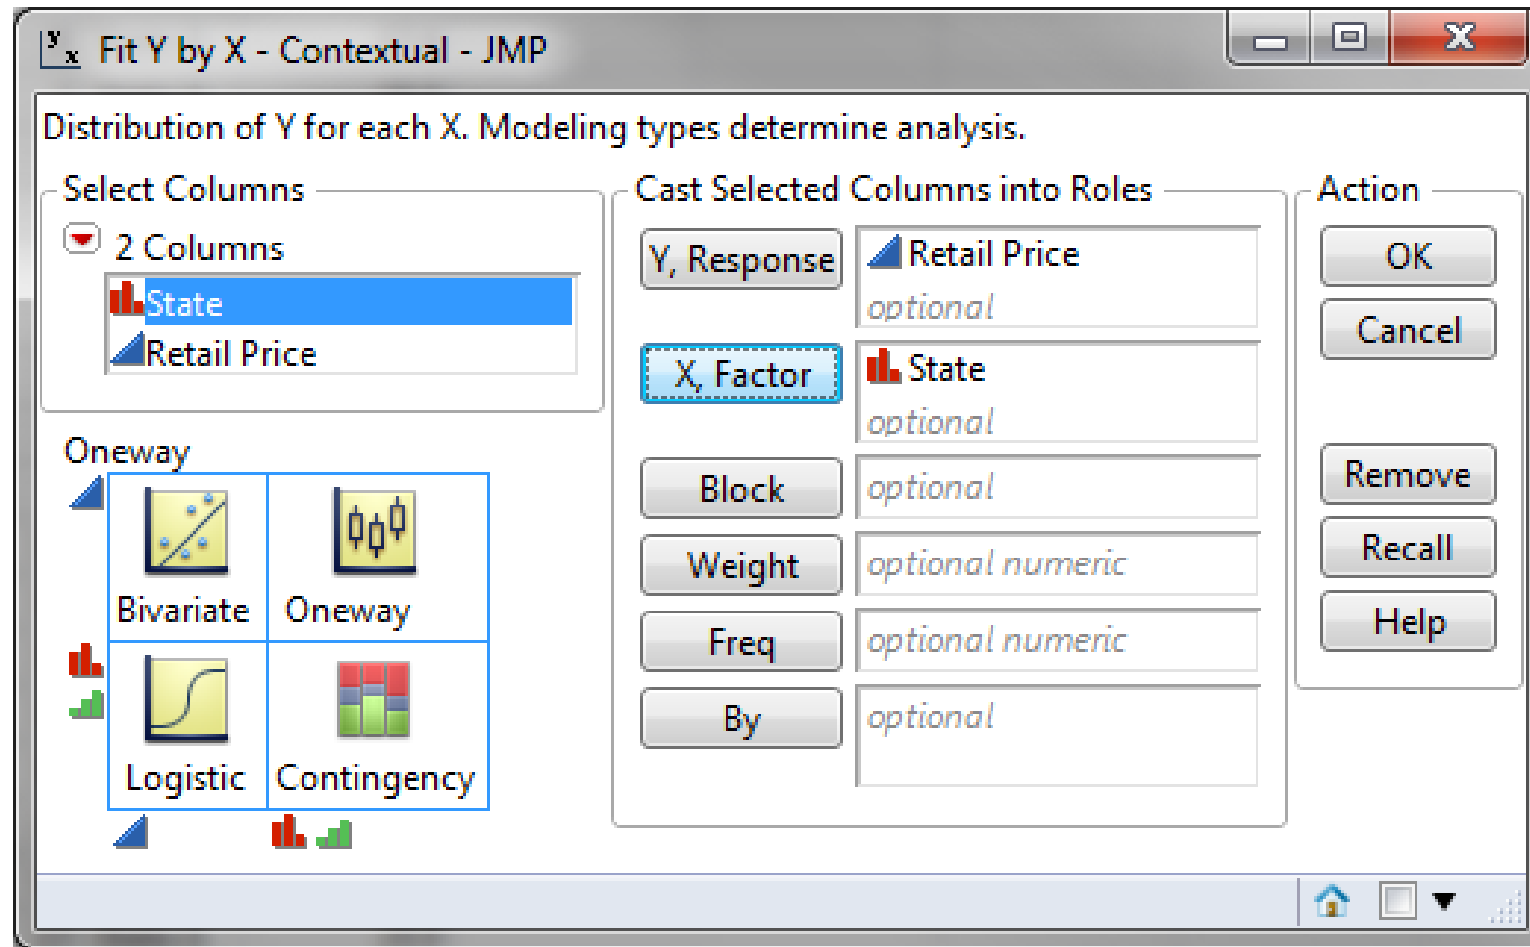 Fit Y by X - Contextual - JMP
Distribution of Y for each X. Modeling types determine analysis.
Select Columns
2 Columns
State
Retail Price
Oneway
Bivariate
Oneway
Logistic
Contingency
Cast Selected Columns into Roles
Y, Response
Retail Price
optional
X, Factor
State
optional
Block
optional
Weight
optional numeric
Freq
optional numeric
By
optional
Action
OK
Cancel
Remove
Recall
Help